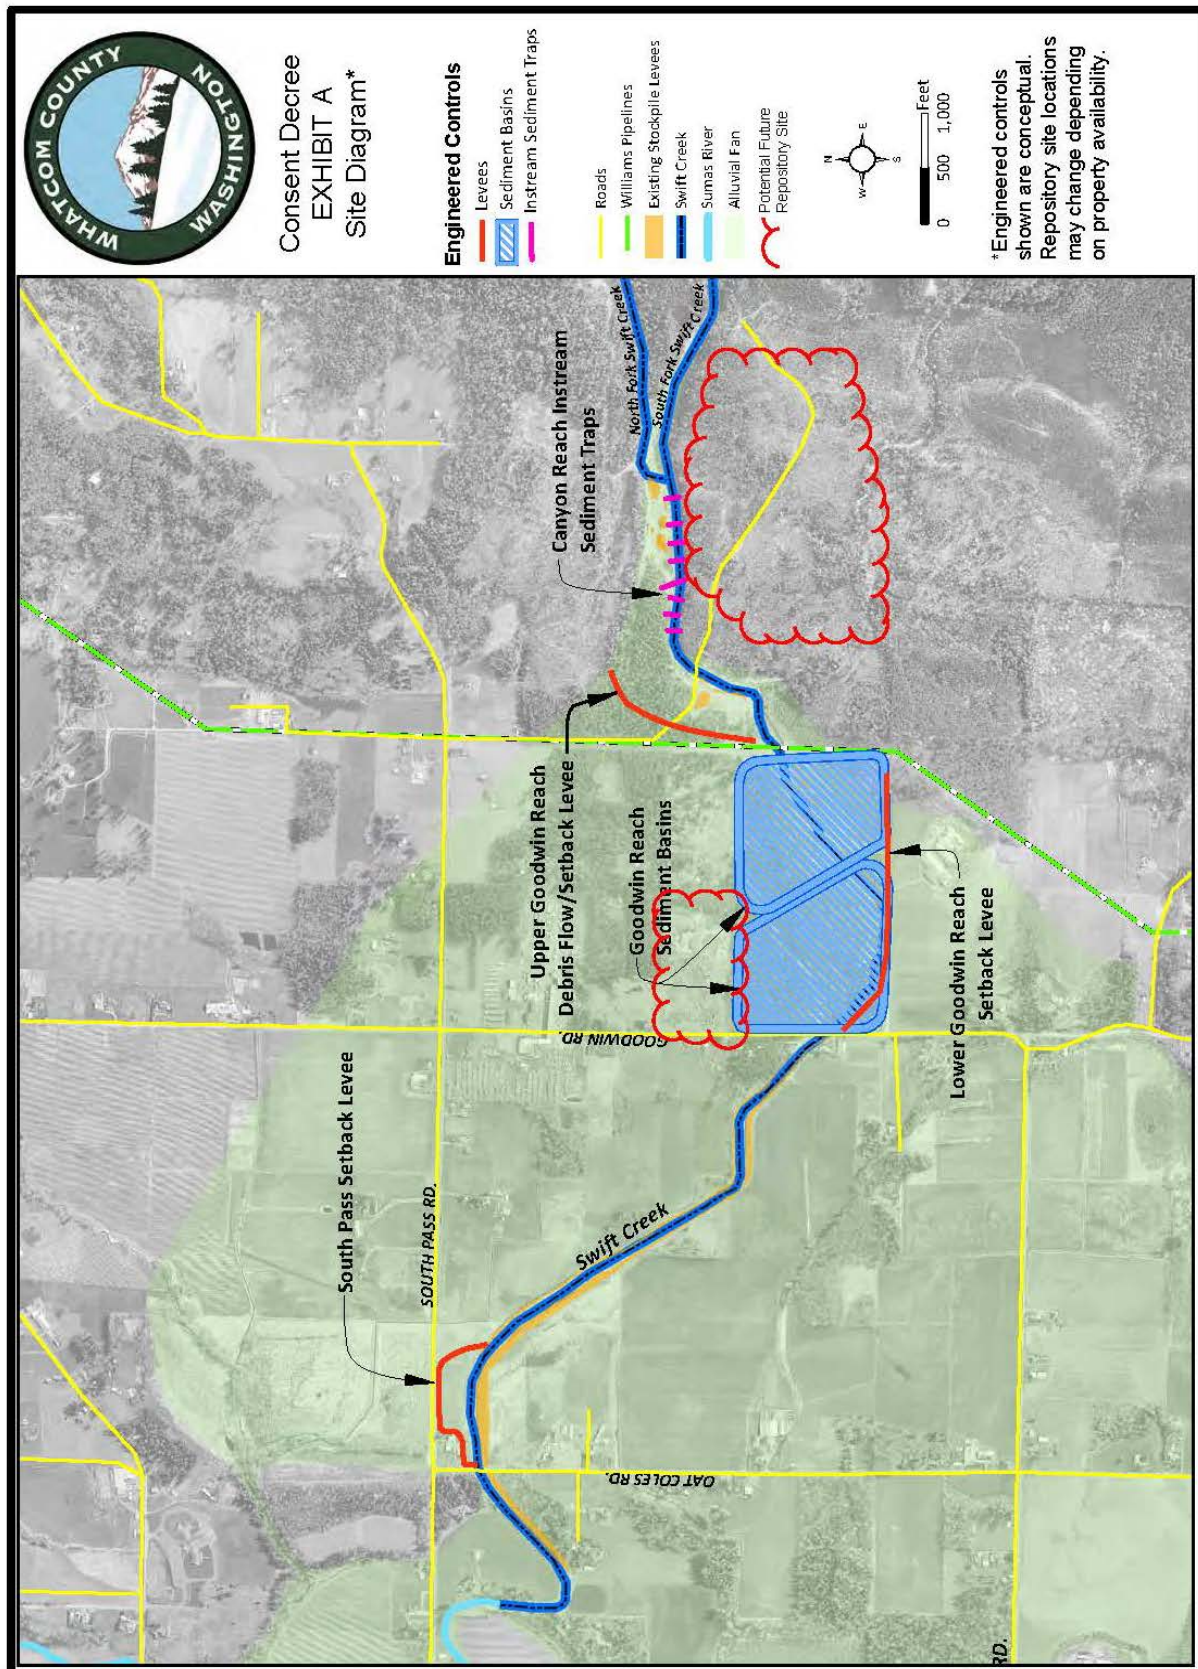 WHATCOM COUNTY
WASHINGTON
Consent Decree
EXHIBIT A
Site Diagram*
Engineered Controls
Levees
Sediment Basins
Instream Sediment Traps
Roads
Williams Pipelines
Existing Stockpile Levees
Swift Creek
Sumas River
Alluvial Fan
Potential Future
Repository Site
N
W
E
S
0 500 1,000
Feet
*Engineered controls
shown are conceptual.
Repository site locations
may change depending
on property availability.
South Pass Setback Levee
SOUTH PASS RD.
Swift Creek
OAT COLES RD.
GOODWIN RD.
Upper Goodwin Reach
Debris Flow/Setback Levee
Goodwin Reach
Sediment Basins
Canyon Reach Instream
Sediment Traps
North Fork Swift Creek
South Fork Swift Creek
Lower Goodwin Reach
Setback Levee
RD.